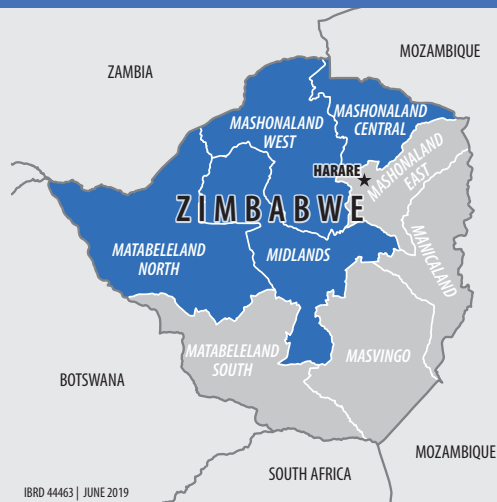 MOZAMBIQUE
ZAMBIA
MASHONALAND
CENTRAL
MASHONALAND
WEST
HARARE
MASHONALAND
EAST
ZIMBABWE
MATABELELAND
NORTH
MIDLANDS
MANICALAND
MATABELELAND
SOUTH
MASVINGO
BOTSWANA
MOZAMBIQUE
SOUTH AFRICA
IBRD 44463 | JUNE 2019